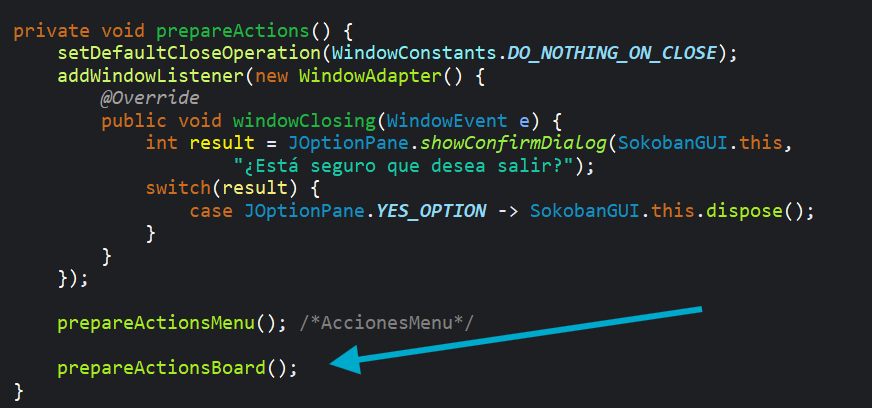 private void prepareActions() {
setDefaultCloseOperation(WindowConstants.DO_NOTHING_ON_CLOSE);
addWindowListener(new WindowAdapter() {
@Override
public void windowClosing(WindowEvent e) {
int result = JOptionPane.showConfirmDialog(SokobanGUI.this,
"¿Está seguro que desea salir?");
switch(result) {
case JOptionPane.YES_OPTION -> SokobanGUI.this.dispose();
}
}
});
prepareActionsMenu(); /*AccionesMenu*/
prepareActionsBoard();
}